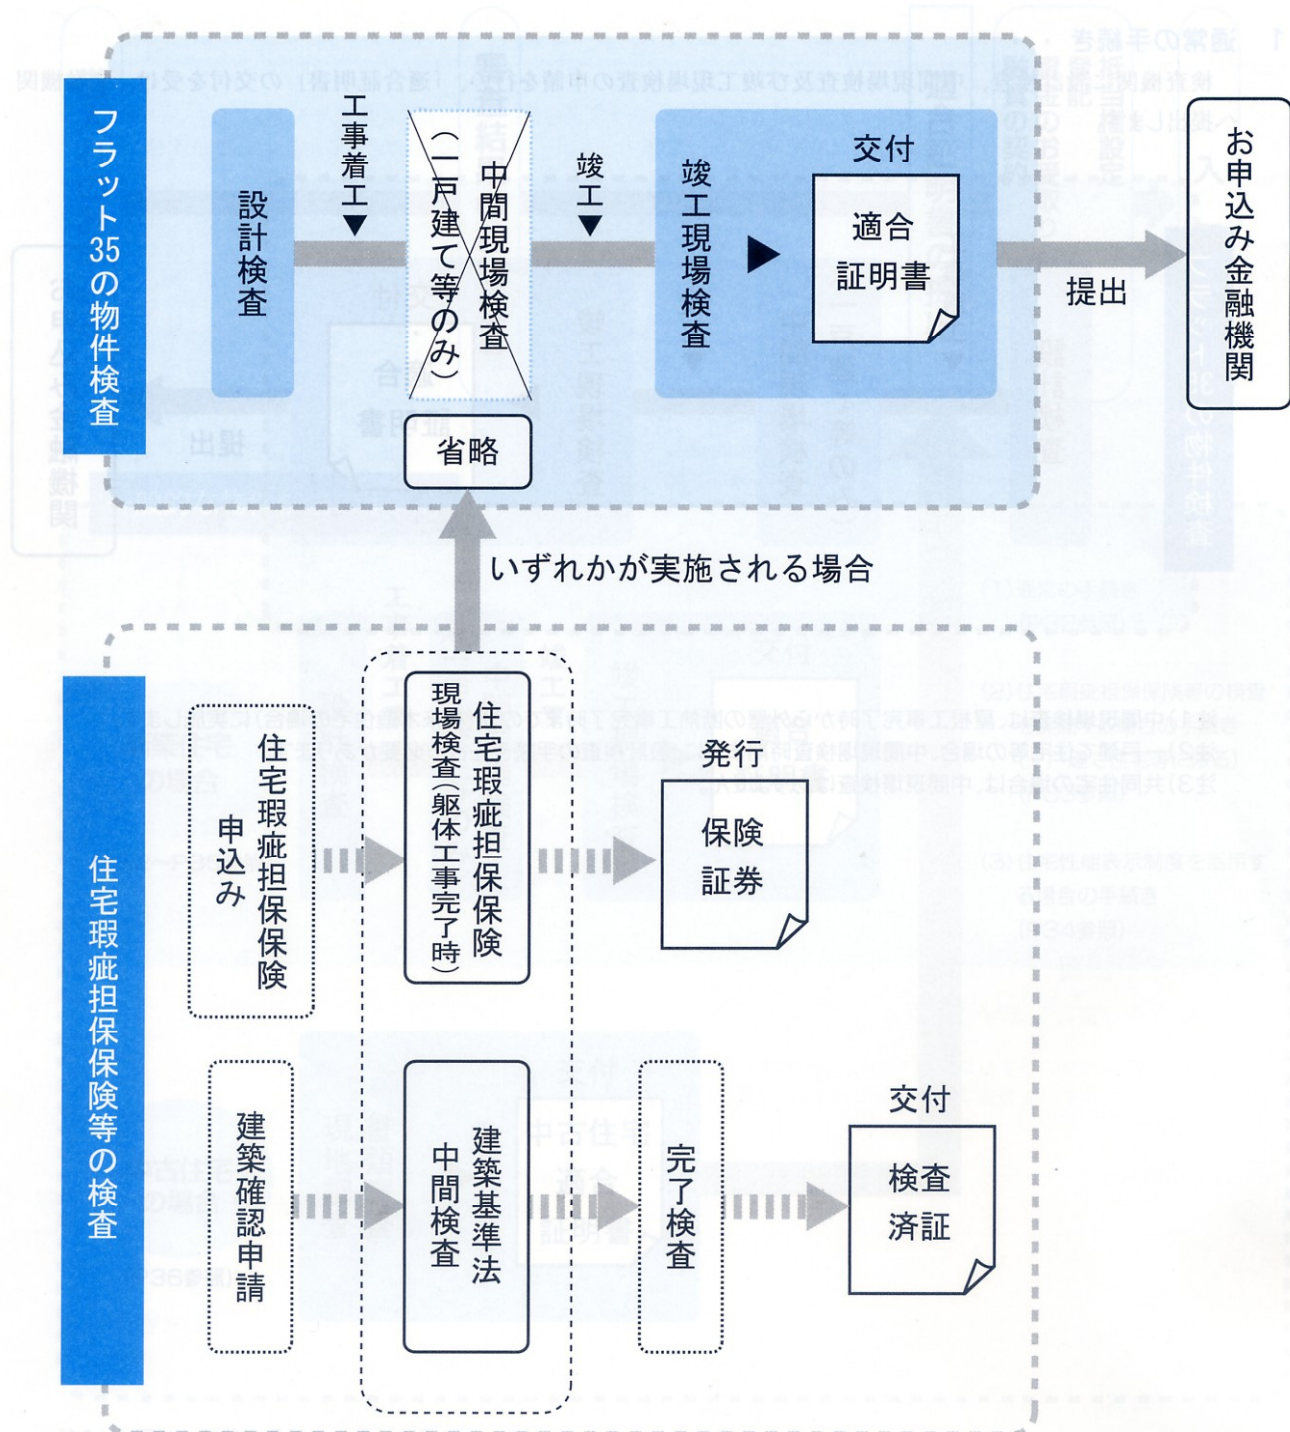 フラット35の物件検査
設計検査
工事着工
中間現場検査
(一戸建て等のみ)
省略
竣工
竣工現場検査
交付
適合
証明書
提出
お申込み金融機関
いずれかが実施される場合
住宅瑕疵担保保険等の検査
住宅瑕疵担保保険
申込み
住宅瑕疵担保保険
現場検査(躯体工事完了時)
発行
保険
証券
建築確認申請
建築基準法
中間検査
完了検査
交付
検査
済証